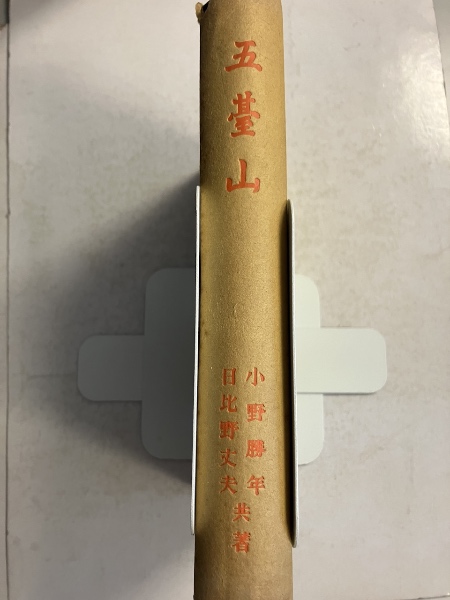 五臺山
小野勝年
日比野丈夫
共著